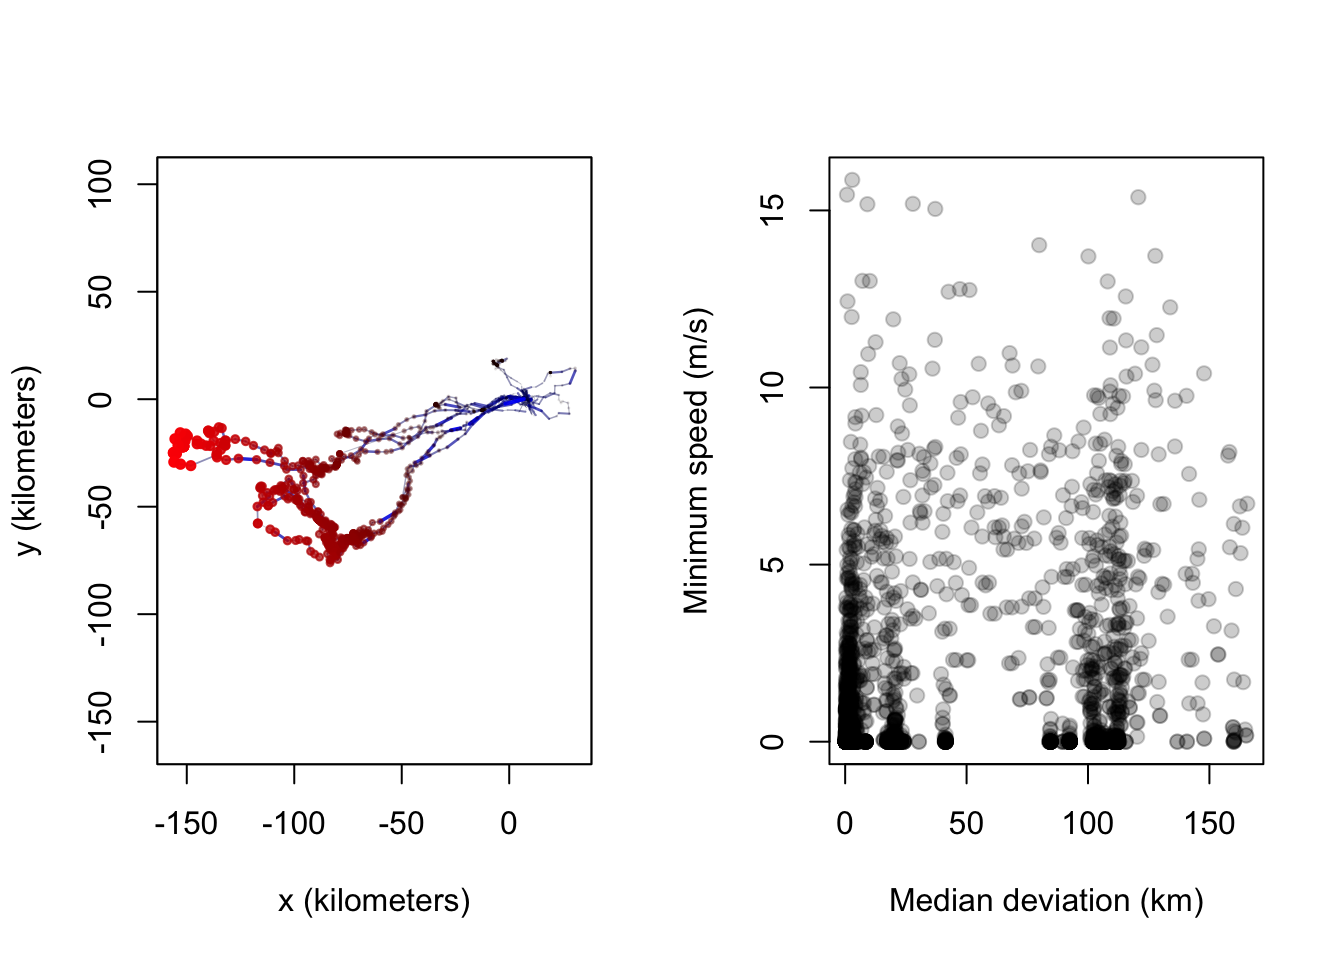 y (kilometers)
100
50
0
-50
-100
-150
-150 -100 -50 0
x (kilometers)
Minimum speed (m/s)
15
10
5
0
0 50 100 150
Median deviation (km)